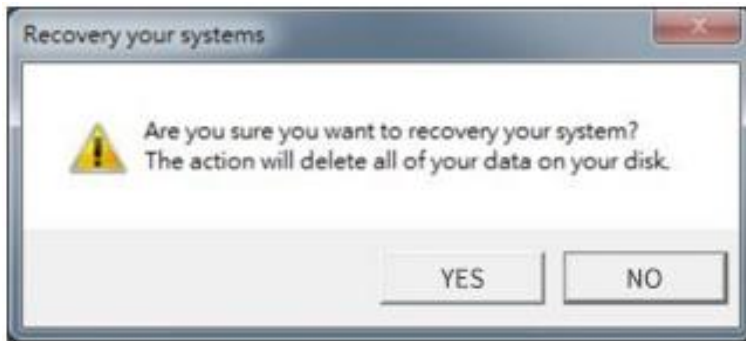 Recovery your systems
Are you sure you want to recovery your system?
The action will delete all of your data on your disk.
YES
NO